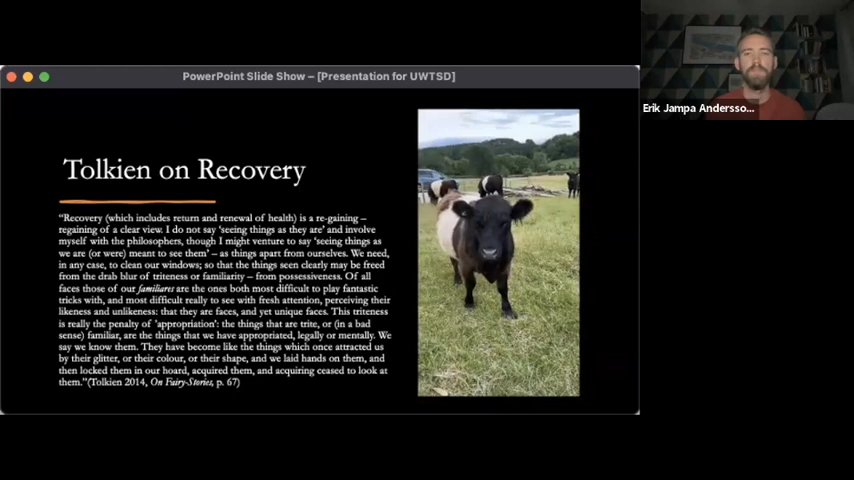 PowerPoint Slide Show – [Presentation for UWTSD]
Erik Jampa Andersso...
Tolkien on Recovery
“Recovery (which includes return and renewal of health) is a re-gaining –
regaining of a clear view. I do not say ‘seeing things as they are’ and involve
myself with the philosophers, though I might venture to say ‘seeing things as
we are (or were) meant to see them’ – as things apart from ourselves. We need,
in any case, to clean our windows; so that the things seen clearly may be freed
from the drab blur of triteness or familiarity – from possessiveness. Of all
faces those of our familiares are the ones both most difficult to play fantastic
tricks with, and most difficult really to see with fresh attention, perceiving their
likeness and unlikeness: that they are faces, and yet unique faces. This triteness
is really the penalty of ‘appropriation’: the things that are trite, or (in a bad
sense) familiar, are the things that we have appropriated, legally or mentally. We
say we know them. They have become like the things which once attracted us
by their glitter, or their colour, or their shape, and we laid hands on them, and
then locked them in our hoard, acquired them, and acquiring ceased to look at
them.”(Tolkien 2014, On Fairy-Stories, p. 67)